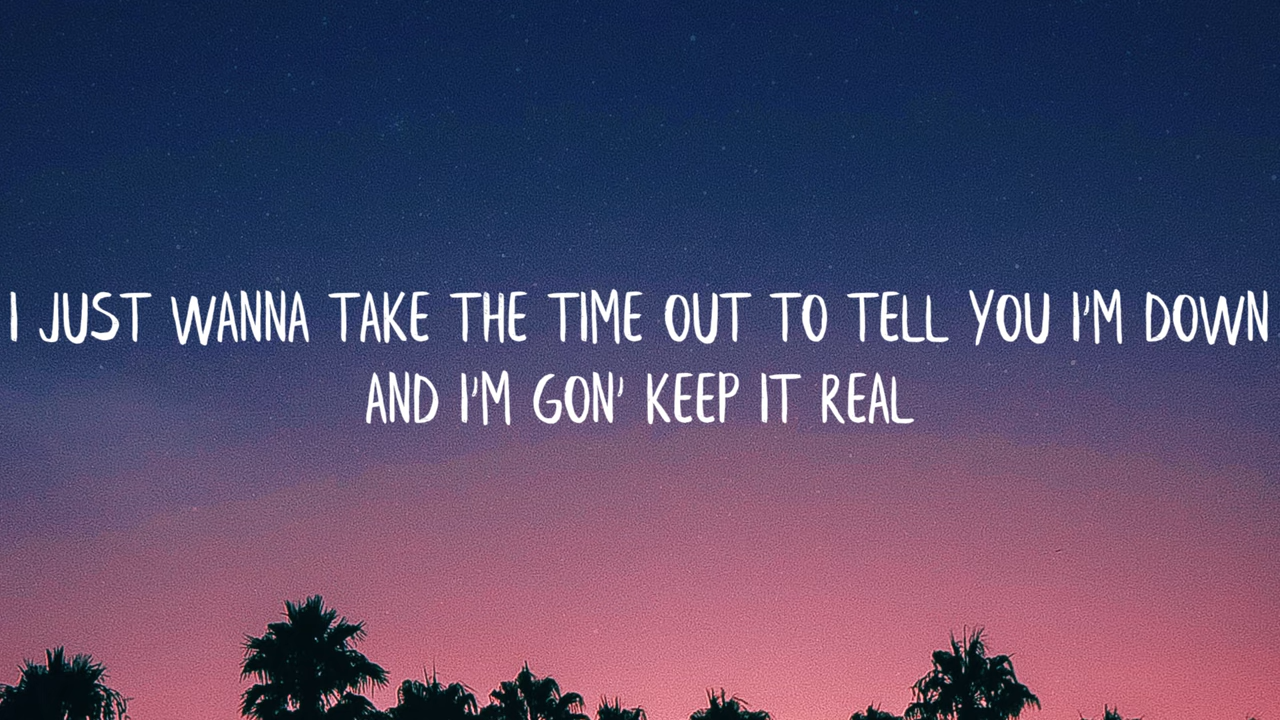 I JUST WANNA TAKE THE TIME OUT TO TELL YOU I'M DOWN
AND I'M GON' KEEP IT REAL